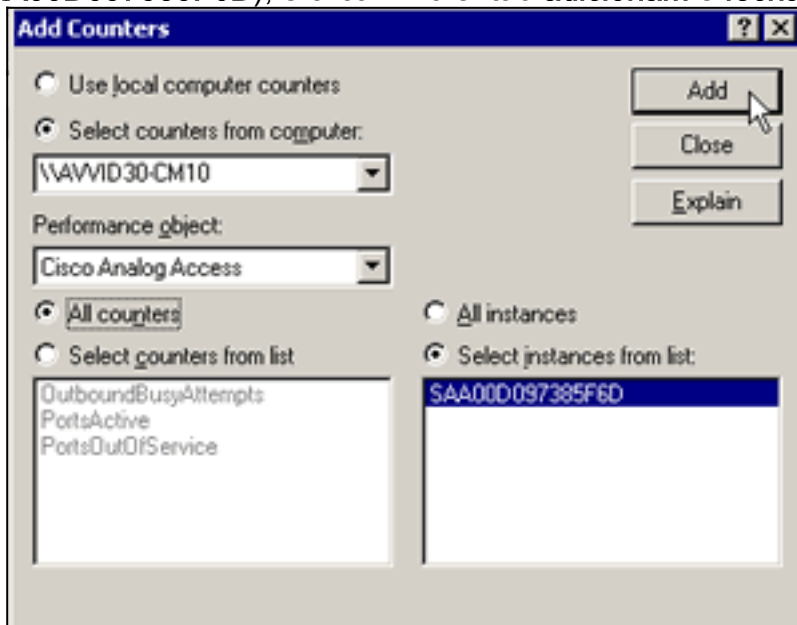 Add Counters
Use local computer counters
Select counters from computer:
\\AVVID30-CM10
Performance object:
Cisco Analog Access
All counters
Select counters from list
OutboundBusyAttempts
PortsActive
PortsOutOfService
Add
Close
Explain
All instances
Select instances from list:
SAA00D097385F6D